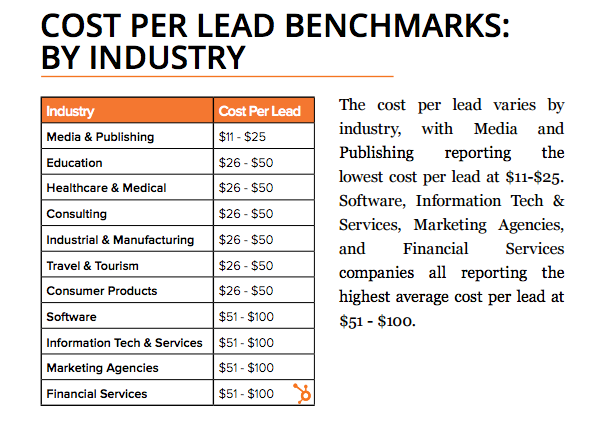 COST PER LEAD BENCHMARKS:
BY INDUSTRY
Industry Cost Per Lead
Media & Publishing $11 - $25
Education $26 - $50
Healthcare & Medical $26 - $50
Consulting $26 - $50
Industrial & Manufacturing $26 - $50
Travel & Tourism $26 - $50
Consumer Products $26 - $50
Software $51 - $100
Information Tech & Services $51 - $100
Marketing Agencies $51 - $100
Financial Services $51 - $100
The cost per lead varies by
industry, with Media and
Publishing reporting the
lowest cost per lead at $11-$25.
Software, Information Tech &
Services, Marketing Agencies,
and Financial Services
companies all reporting the
highest average cost per lead at
$51 - $100.